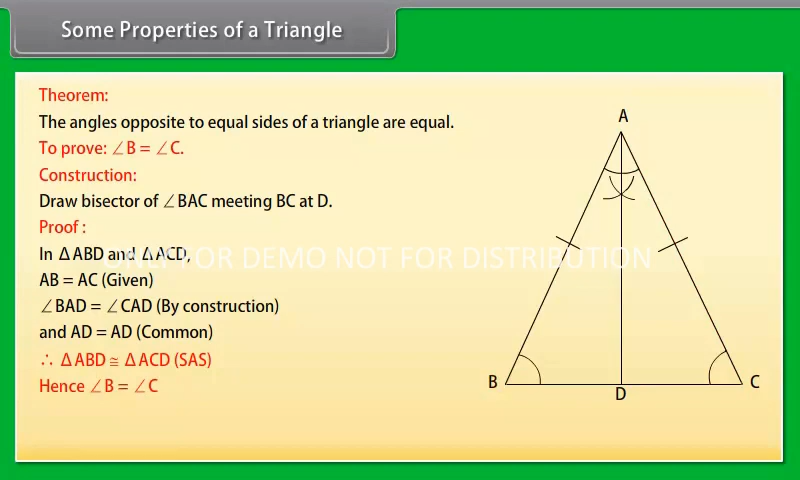 Some Properties of a Triangle
Theorem:
The angles opposite to equal sides of a triangle are equal.
To prove: ∠B = ∠C.
Construction:
Draw bisector of ∠BAC meeting BC at D.
Proof :
In ΔABD and ΔACD,
ONLY FOR DEMO NOT FOR DISTRIBUTION
AB = AC (Given)
∠BAD = ∠CAD (By construction)
and AD = AD (Common)
∴ ΔABD ≅ ΔACD (SAS)
Hence ∠B = ∠C
A
B
C
D